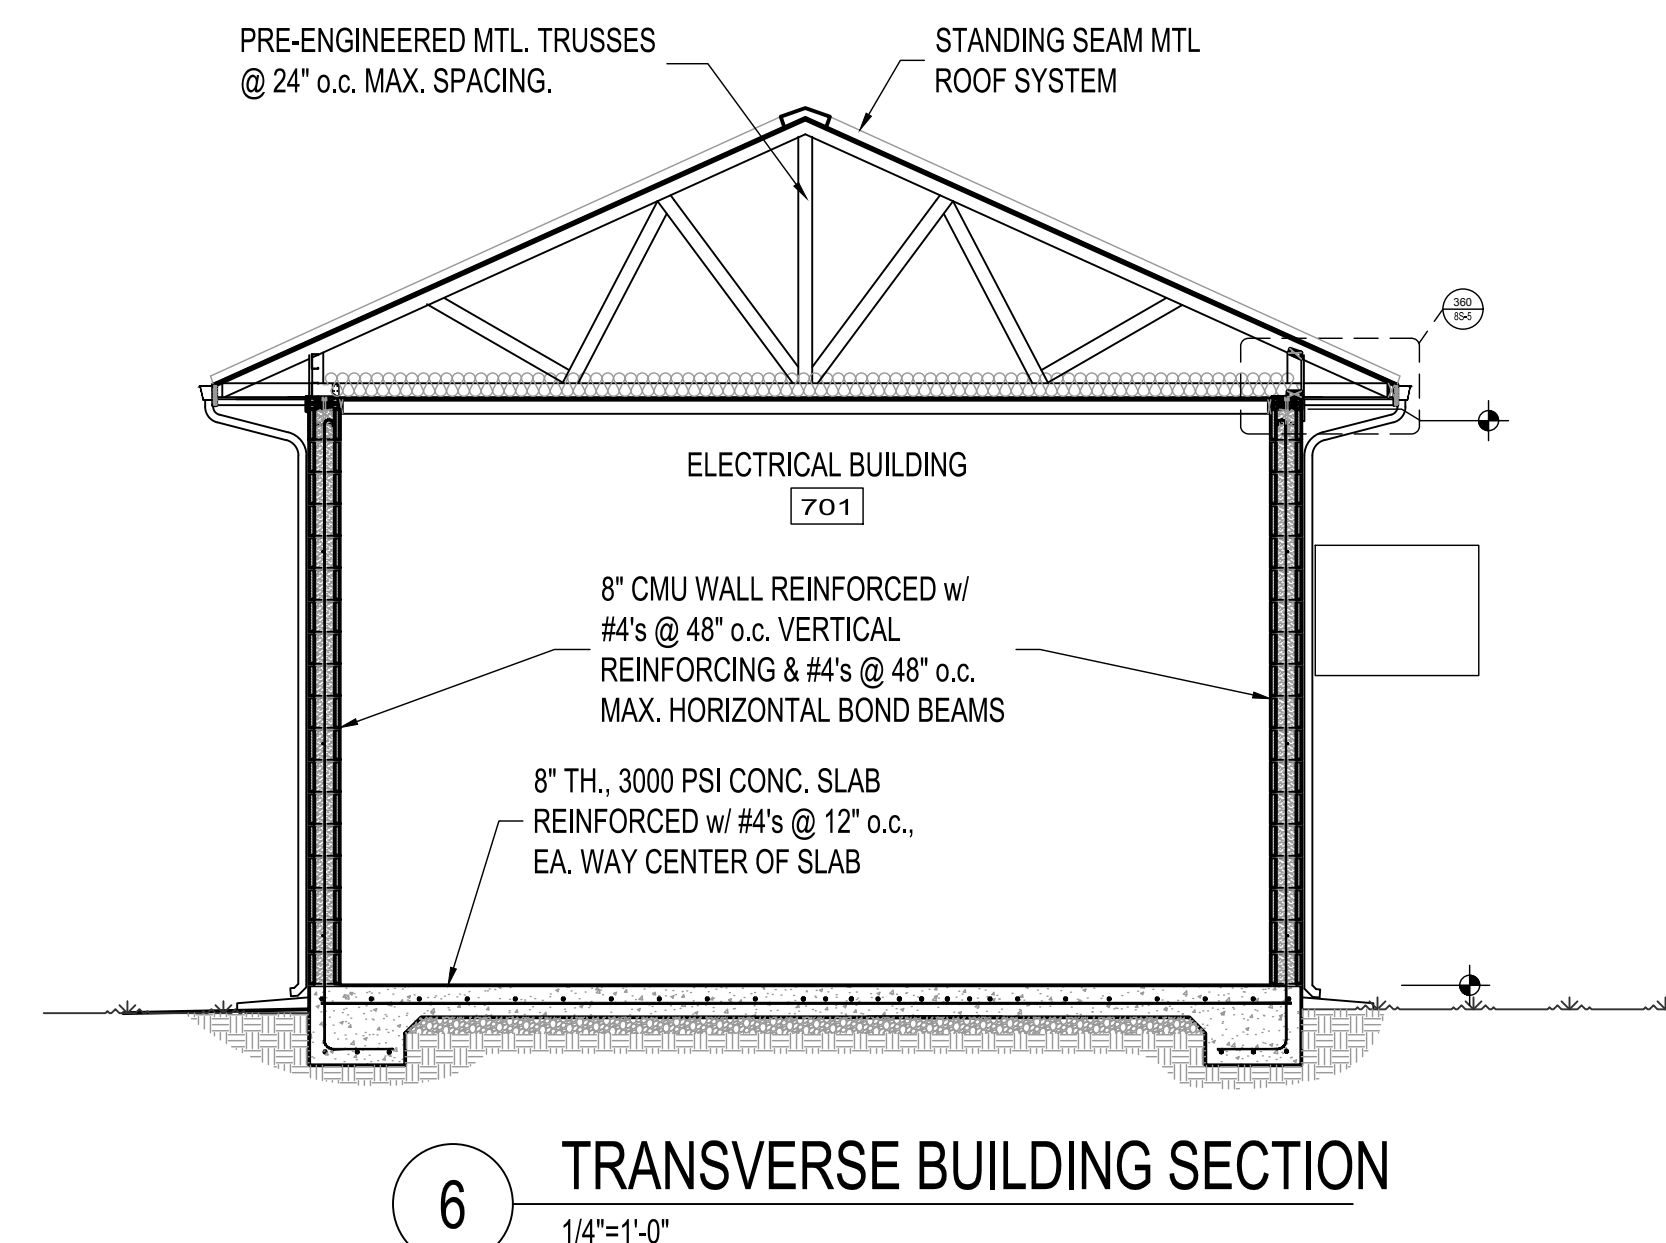 PRE-ENGINEERED MTL. TRUSSES
@ 24" o.c. MAX. SPACING.
STANDING SEAM MTL
ROOF SYSTEM
360
8S-5
ELECTRICAL BUILDING
701
8" CMU WALL REINFORCED w/
#4's @ 48" o.c. VERTICAL
REINFORCING & #4's @ 48" o.c.
MAX. HORIZONTAL BOND BEAMS
8" TH., 3000 PSI CONC. SLAB
REINFORCED w/ #4's @ 12" o.c.,
EA. WAY CENTER OF SLAB
6
TRANSVERSE BUILDING SECTION
1/4"=1'-0"